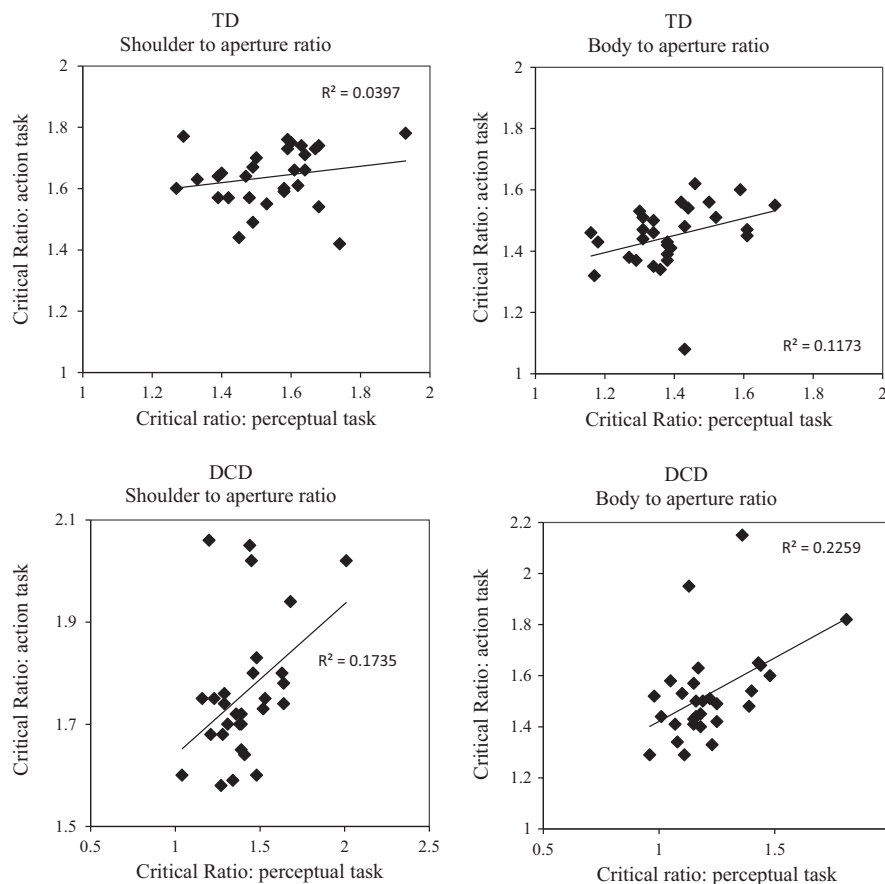 TD
Shoulder to aperture ratio
2
1.8
1.6
1.4
1.2
1
1
1.2
1.4
1.6
1.8
2
R² = 0.0397
Critical Ratio: action task
Critical ratio: perceptual task
TD
Body to aperture ratio
2
1.8
1.6
1.4
1.2
1
1
1.2
1.4
1.6
1.8
2
R² = 0.1173
Critical Ratio: action task
Critical Ratio: perceptual task
DCD
Shoulder to aperture ratio
2.1
1.9
1.7
1.5
0.5
1
1.5
2
2.5
R² = 0.1735
Critical Ratio: action task
Critical Ratio: perceptual task
DCD
Body to aperture ratio
2.2
2
1.8
1.6
1.4
1.2
1
0.5
1
1.5
R² = 0.2259
Critical Ratio: action task
Critical ratio: perceptual task